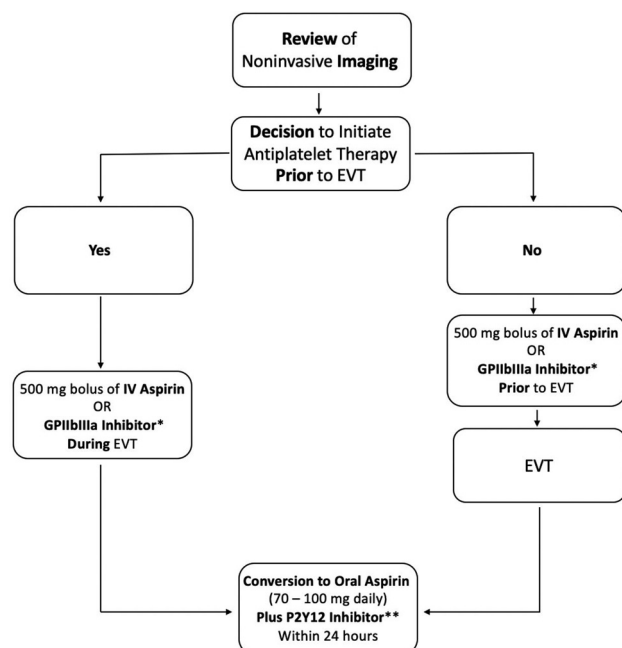 Review of
Noninvasive Imaging
Decision to Initiate
Antiplatelet Therapy
Prior to EVT
Yes
No
500 mg bolus of IV Aspirin
OR
GPIIbIIIa Inhibitor*
During EVT
500 mg bolus of IV Aspirin
OR
GPIIbIIIa Inhibitor*
Prior to EVT
EVT
Conversion to Oral Aspirin
(70 – 100 mg daily)
Plus P2Y12 Inhibitor**
Within 24 hours